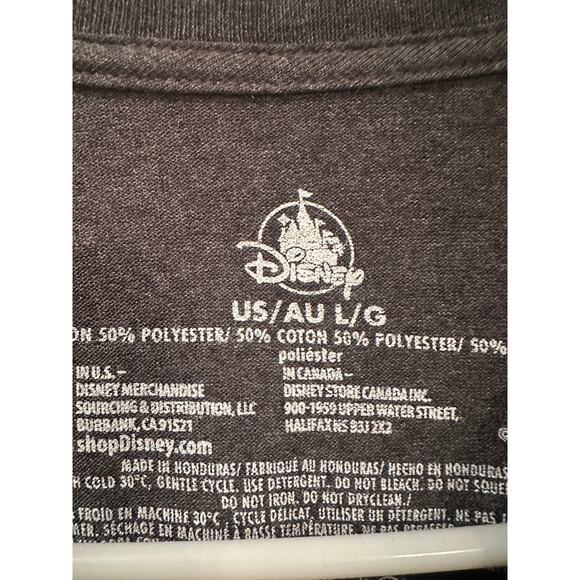 Disney
US/AU L/G
ON 50% POLYESTER/ 50% COTON 50% POLYESTER/ 50%
poliéster
IN U.S. –
DISNEY MERCHANDISE
SOURCING & DISTRIBUTION, LLC
BURBANK, CA 91521
shopDisney.com
IN CANADA –
DISNEY STORE CANADA INC.
900-1959 UPPER WATER STREET,
HALIFAX NS B3J 2X2
©
MADE IN HONDURAS/ FABRIQUÉ AU HONDURAS/ HECHO EN HONDURAS
H COLD 30°C, GENTLE CYCLE. USE DETERGENT. DO NOT BLEACH. DO NOT SQUE
DO NOT IRON. DO NOT DRYCLEAN./
FROID EN MACHINE 30°C , CYCLE DÉLICAT. UTILISER UN DÉTERGENT. NE PAS
MER. SÉCHAGE EN MACHINE À BASSE TEMPÉRATURE. NE PAS REPASSER